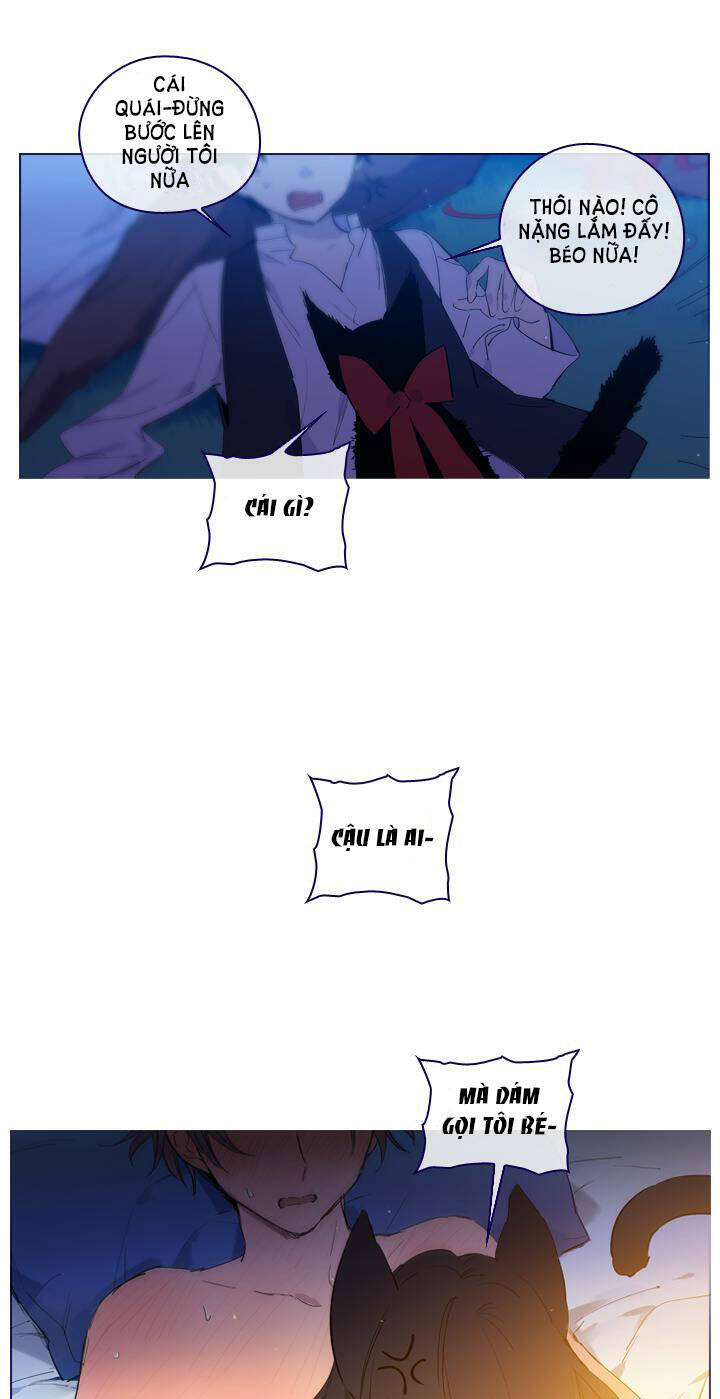 CÁI
QUÁI-ĐỪNG
BƯỚC LÊN
NGƯỜI TÔI
NỮA
THÔI NÀO! CÔ
NẶNG LẮM ĐẤY!
BÉO NỮA!
CÁI GÌ?
CẬU LÀ AI-
MÀ DÁM
GỌI TÔI BÉ-